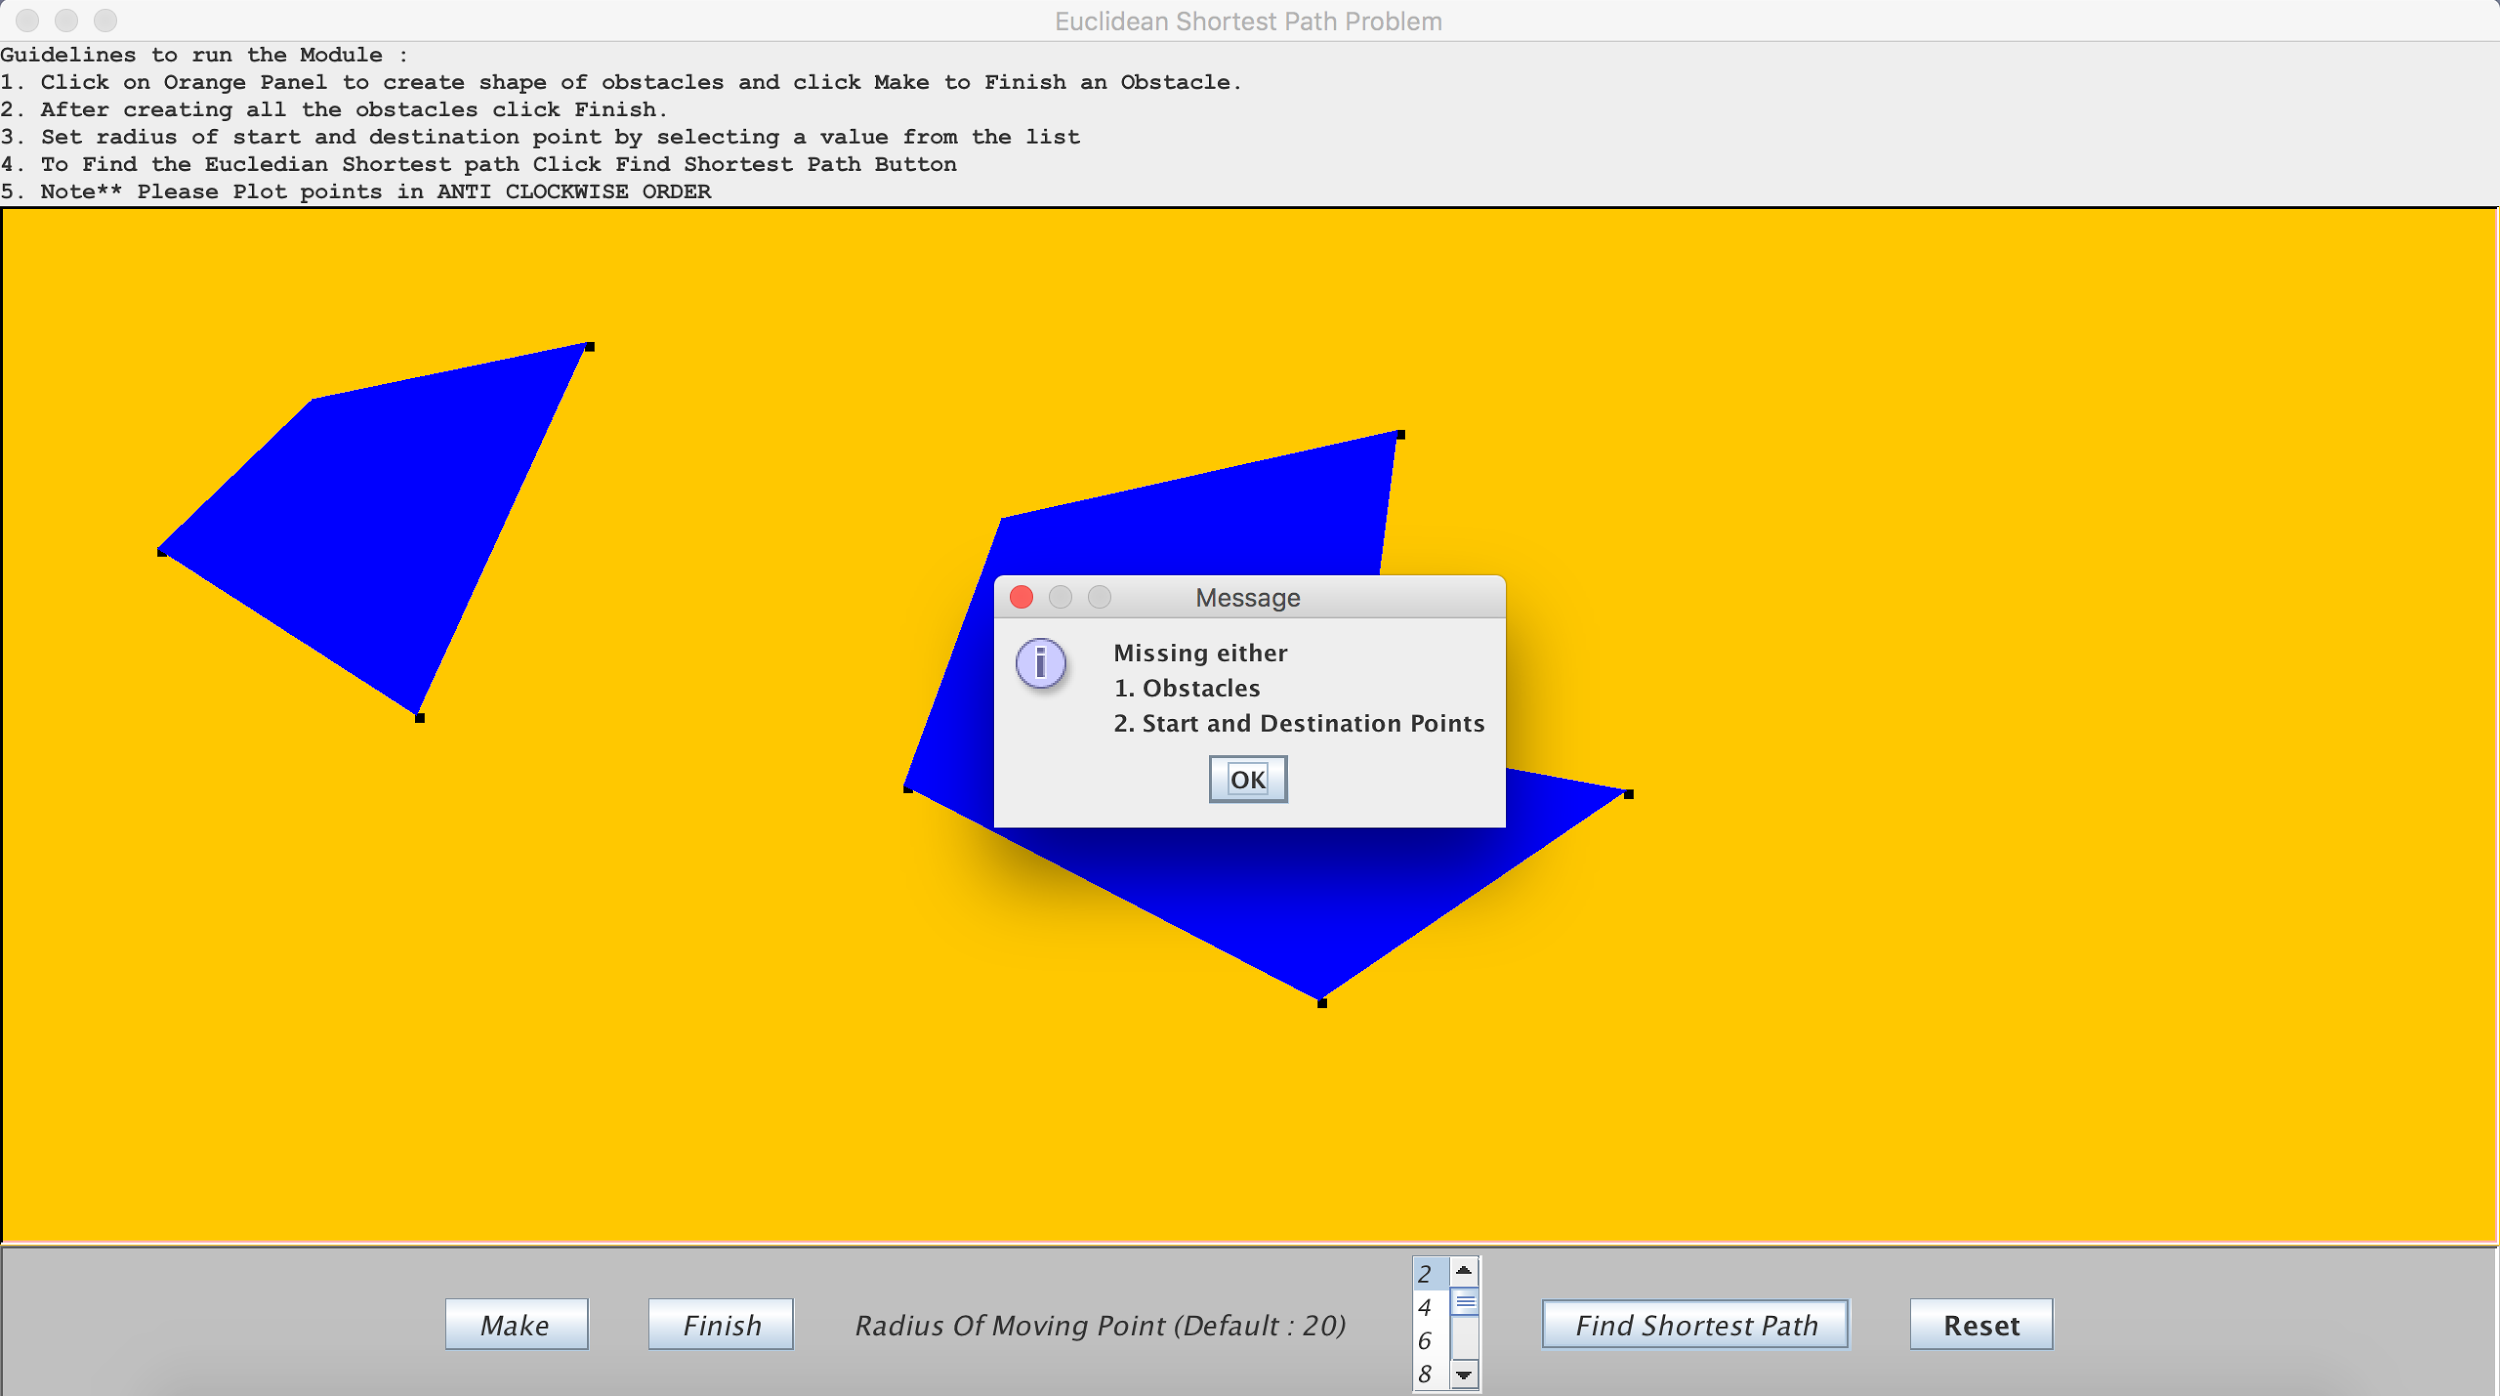 Euclidean Shortest Path Problem
Guidelines to run the Module :
1. Click on Orange Panel to create shape of obstacles and click Make to Finish an Obstacle.
2. After creating all the obstacles click Finish.
3. Set radius of start and destination point by selecting a value from the list
4. To Find the Eucledian Shortest path Click Find Shortest Path Button
5. Note** Please Plot points in ANTI CLOCKWISE ORDER
Message
Missing either
1. Obstacles
2. Start and Destination Points
OK
Make
Finish
Radius Of Moving Point (Default : 20)
2
4
6
8
Find Shortest Path
Reset